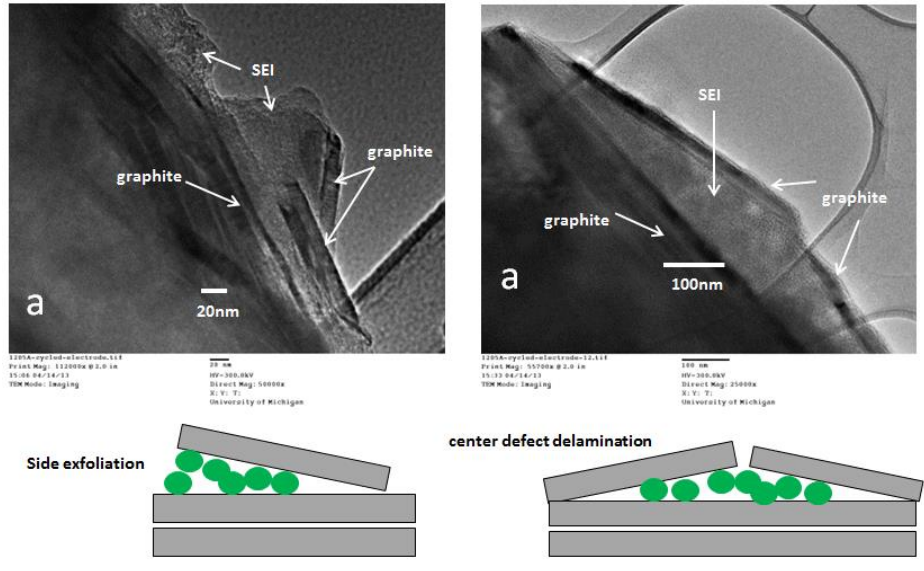 SEI
graphite
graphite
a
20nm
1205A-cycled-electrode.tif
Print Mag: 112000x @ 2.0 in
15:06 04/14/13
TEM Mode: Imaging
20 nm
HV=300.0kV
Direct Mag: 50000x
X: Y: T:
University of Michigan
SEI
graphite
graphite
a
100nm
1205A-cycled-electrode-12.tif
Print Mag: 55700x @ 2.0 in
15:33 04/14/13
TEM Mode: Imaging
100 nm
HV=300.0kV
Direct Mag: 25000x
X: Y: T:
University of Michigan
Side exfoliation
center defect delamination